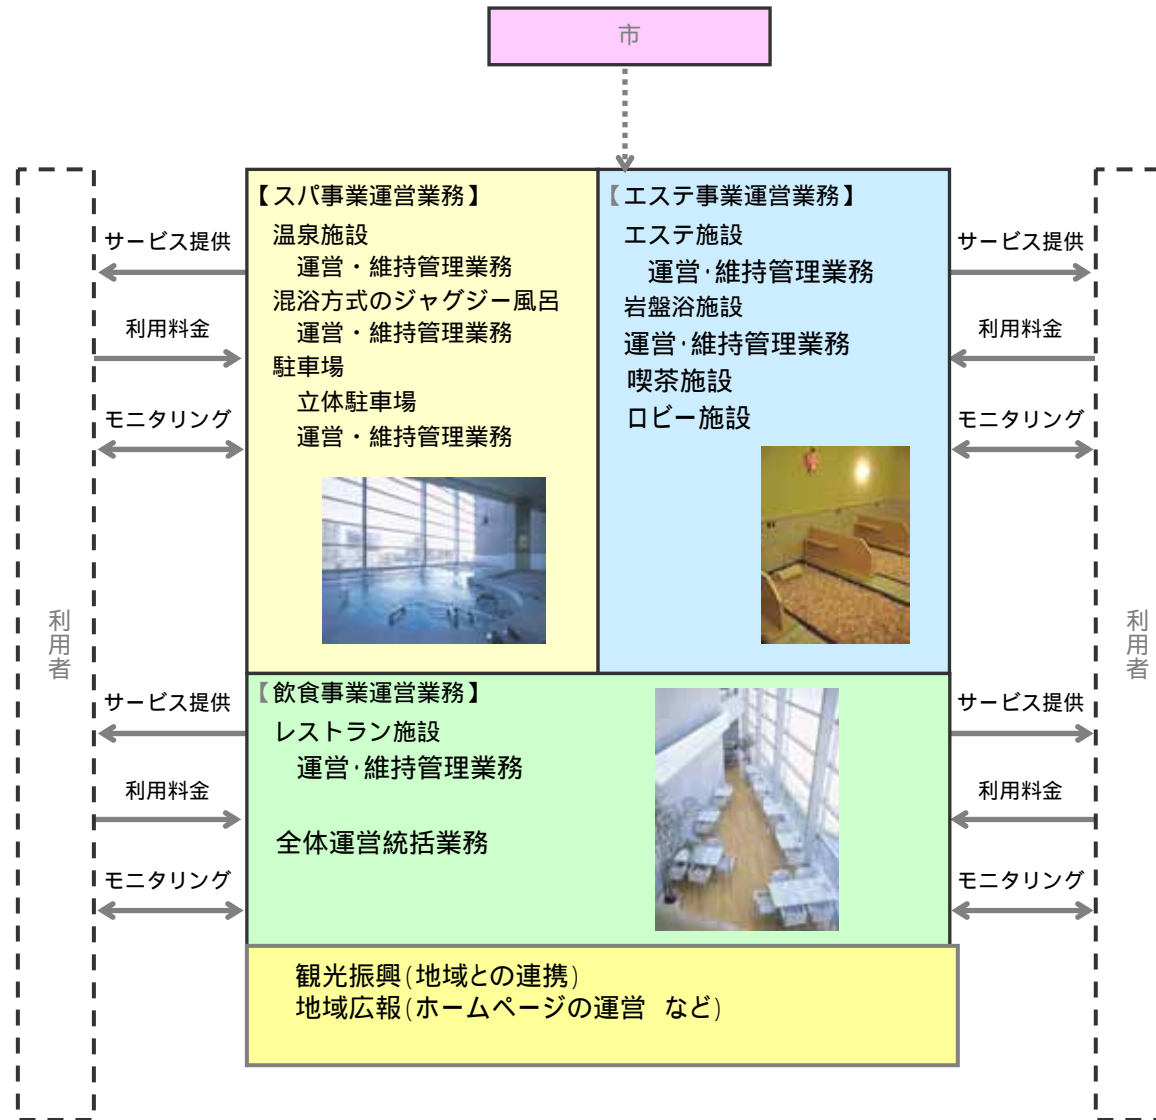 市
【スパ事業運営業務】
温泉施設
運営・維持管理業務
混浴方式のジャグジー風呂
運営・維持管理業務
駐車場
立体駐車場
運営・維持管理業務
【エステ事業運営業務】
エステ施設
運営・維持管理業務
岩盤浴施設
運営・維持管理業務
喫茶施設
ロビー施設
サービス提供
利用料金
モニタリング
サービス提供
利用料金
モニタリング
利用者
利用者
【飲食事業運営業務】
レストラン施設
運営・維持管理業務
全体運営統括業務
サービス提供
利用料金
モニタリング
サービス提供
利用料金
モニタリング
観光振興(地域との連携)
地域広報(ホームページの運営 など)